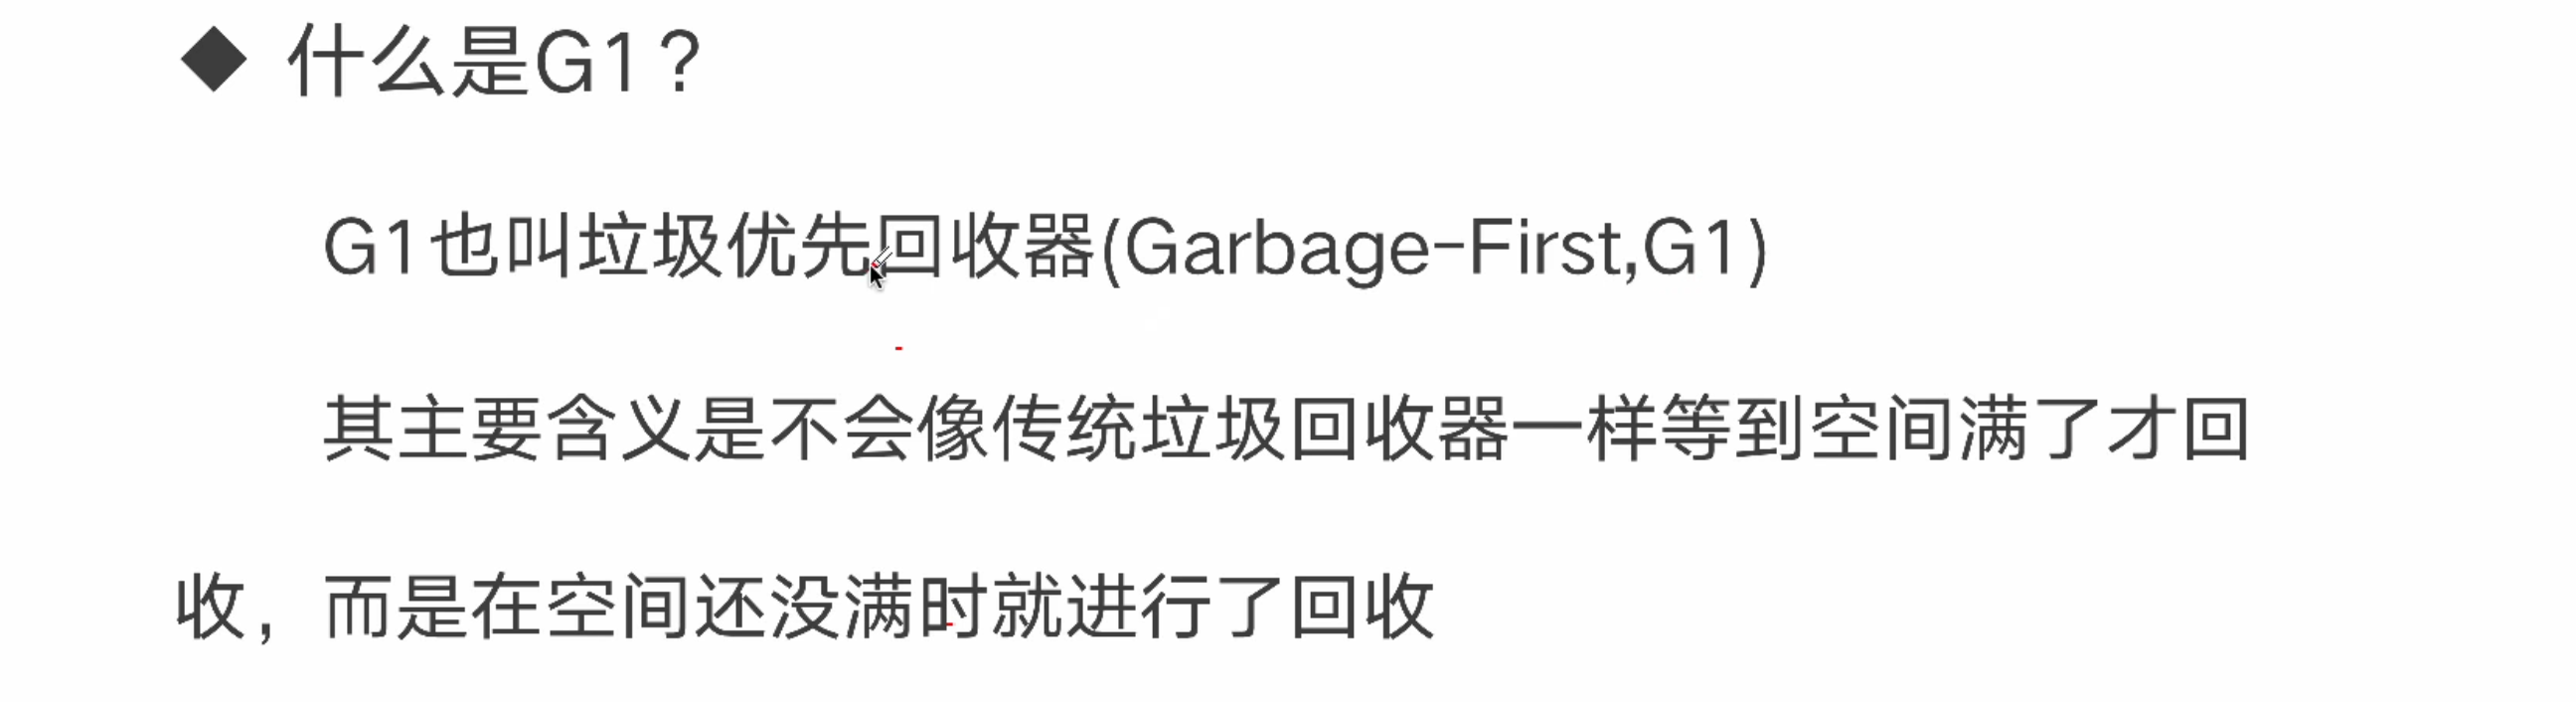 ◆ 什么是G1？
G1也叫垃圾优先回收器(Garbage-First,G1)
其主要含义是不会像传统垃圾回收器一样等到空间满了才回
收，而是在空间还没满时就进行了回收